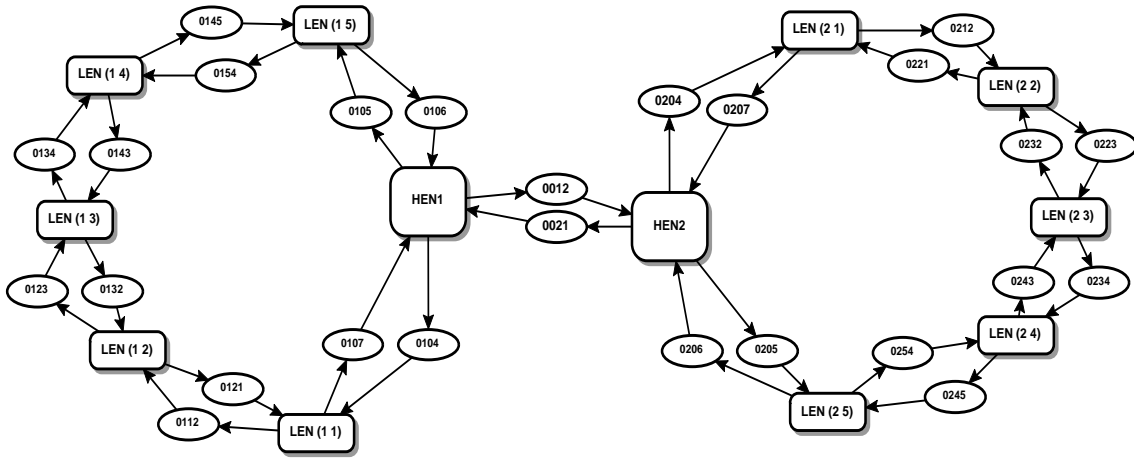 0145
LEN (1 5)
LEN (1 4)
0154
0105
0106
0134
0143
HEN1
LEN (1 3)
0123
0132
LEN (1 2)
0107
0104
0121
0112
LEN (1 1)
0012
0021
LEN (2 1)
0212
0221
LEN (2 2)
0204
0207
0232
0223
HEN2
LEN (2 3)
0243
0234
LEN (2 4)
0206
0205
0254
0245
LEN (2 5)